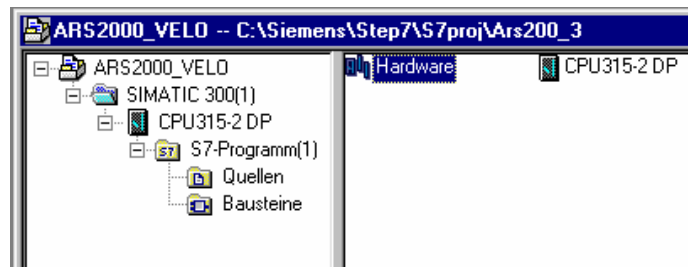 ARS2000_VELO -- C:\Siemens\Step7\S7proj\Ars200_3
ARS2000_VELO
SIMATIC 300(1)
CPU315-2 DP
S7-Programm(1)
Quellen
Bausteine
Hardware
CPU315-2 DP